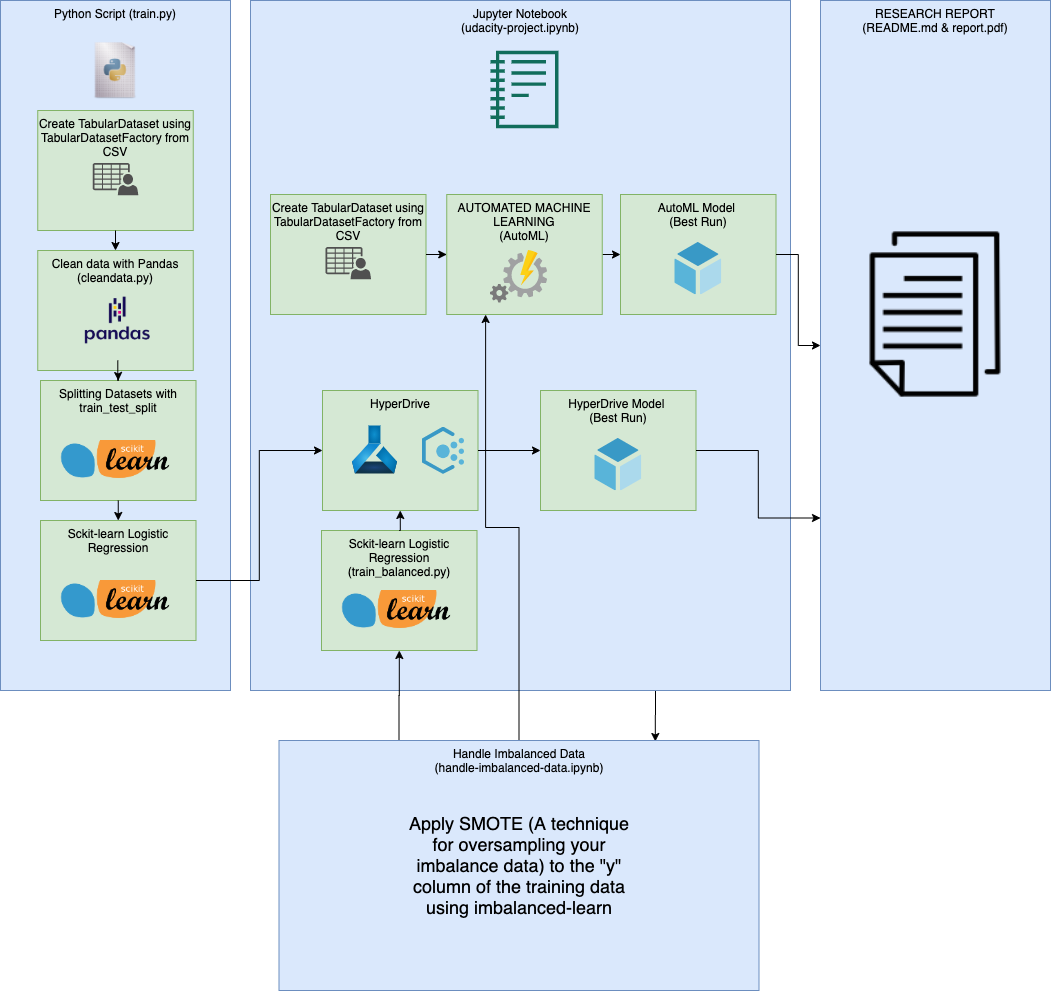 Python Script (train.py)
Create TabularDataset using
TabularDatasetFactory from
CSV
Clean data with Pandas
(cleandata.py)
pandas
Splitting Datasets with
train_test_split
scikit
learn
Sckit-learn Logistic
Regression
scikit
learn
Jupyter Notebook
(udacity-project.ipynb)
Create TabularDataset using
TabularDatasetFactory from
CSV
AUTOMATED MACHINE
LEARNING
(AutoML)
AutoML Model
(Best Run)
HyperDrive
HyperDrive Model
(Best Run)
Sckit-learn Logistic
Regression
(train_balanced.py)
scikit
learn
RESEARCH REPORT
(README.md & report.pdf)
Handle Imbalanced Data
(handle-imbalanced-data.ipynb)
Apply SMOTE (A technique
for oversampling your
imbalance data) to the "y"
column of the training data
using imbalanced-learn